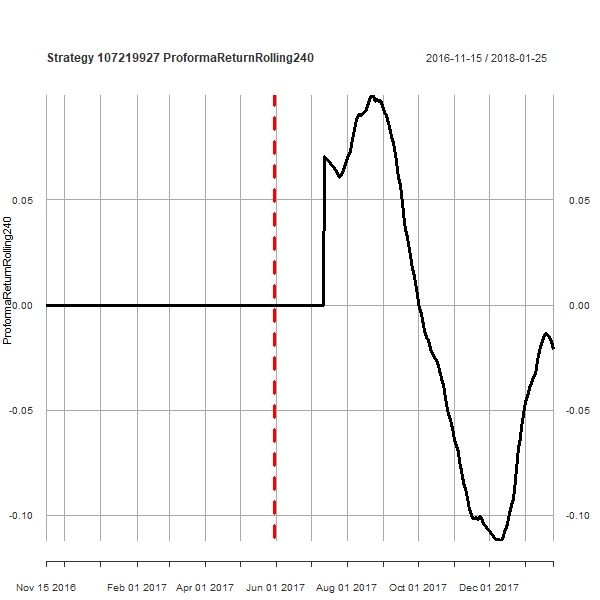 Strategy 107219927 ProformaReturnRolling240
2016-11-15 / 2018-01-25
ProformaReturnRolling240
0.05
0.05
0.00
0.00
-0.05
-0.05
-0.10
-0.10
Nov 15 2016
Feb 01 2017
Apr 01 2017
Jun 01 2017
Aug 01 2017
Oct 01 2017
Dec 01 2017